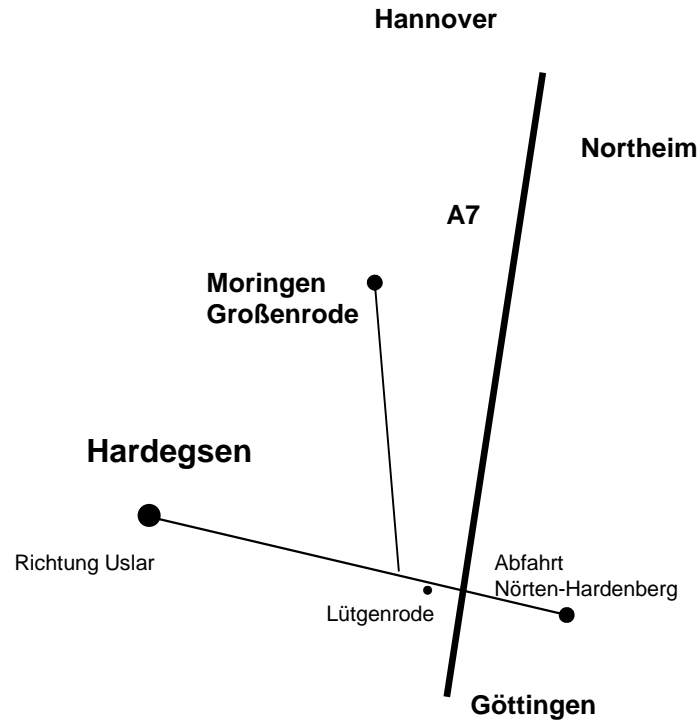 Hannover
Northeim
A7
Moringen
Großenrode
Hardegsen
Richtung Uslar
Abfahrt
Nörten-Hardenberg
Lütgenrode
Göttingen